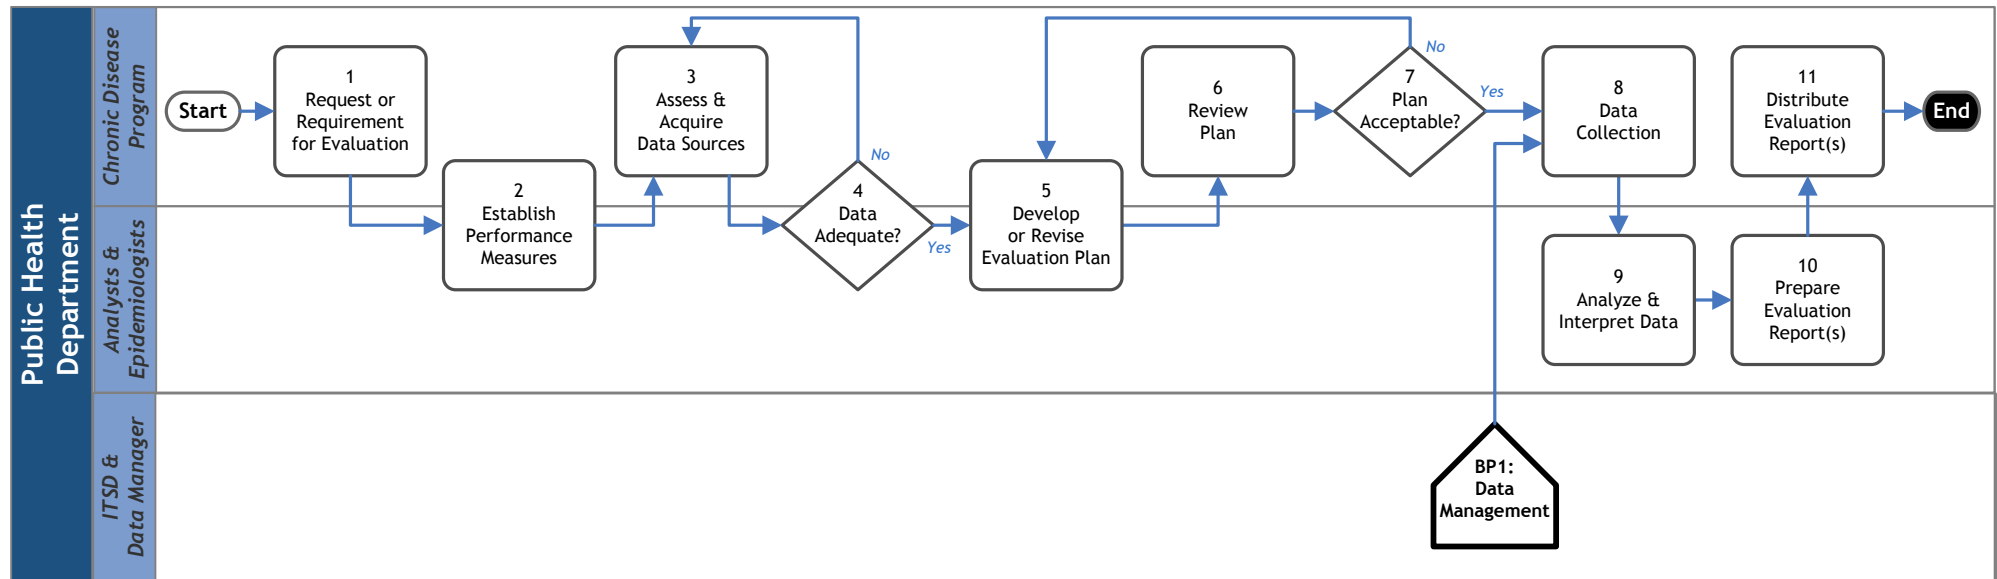 Public Health
Department
Chronic Disease
Program
Analysts &
Epidemiologists
ITSD &
Data Manager
Start
1
Request or
Requirement
for Evaluation
2
Establish
Performance
Measures
3
Assess &
Acquire
Data Sources
4
Data
Adequate?
No
Yes
5
Develop
or Revise
Evaluation Plan
6
Review
Plan
7
Plan
Acceptable?
No
Yes
8
Data
Collection
9
Analyze &
Interpret Data
10
Prepare
Evaluation
Report(s)
11
Distribute
Evaluation
Report(s)
End
BP1:
Data
Management